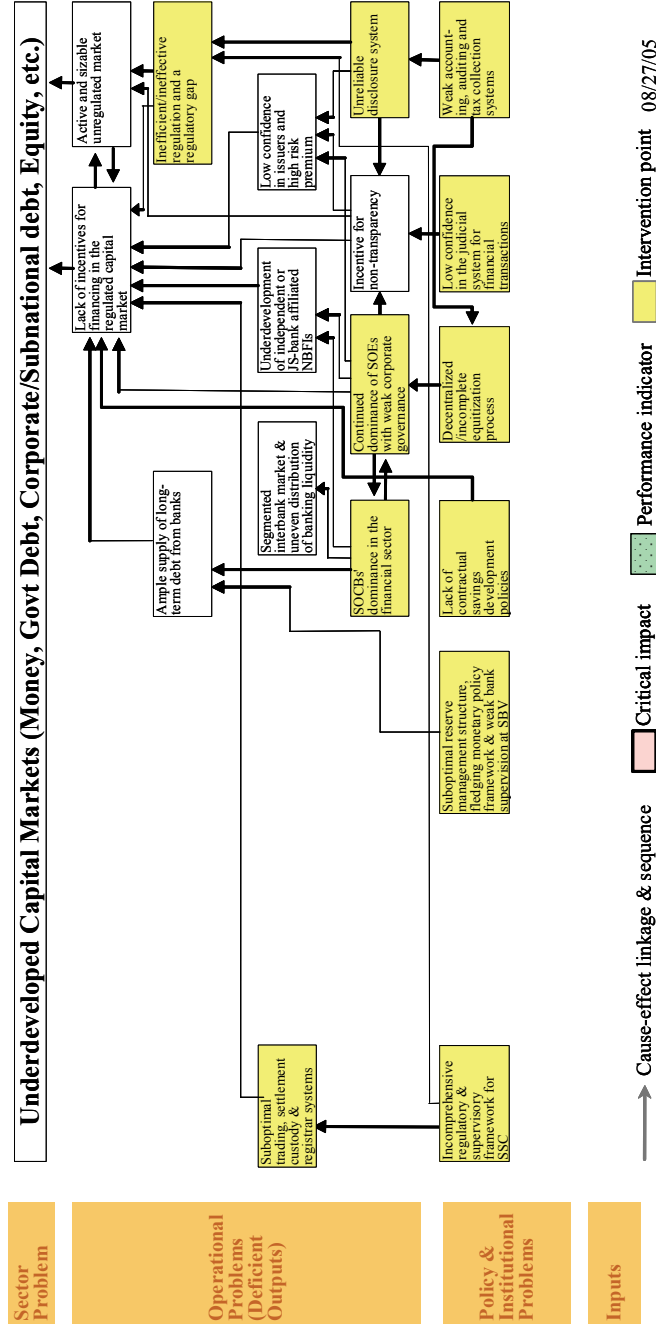 Sector
Problem
Underdeveloped Capital Markets (Money, Govt Debt, Corporate/Subnational debt, Equity, etc.)
Operational
Problems
(Deficient
Outputs)
Lack of incentives for
financing in the
regulated capital
market
Active and sizable
unregulated market
Ample supply of long-
term debt from banks
Inefficient/ineffective
regulation and a
regulatory gap
Suboptimal
trading, settlement
custody &
registrar systems
Segmented
interbank market &
uneven distribution
of banking liquidity
Underdevelopment
of independent or
JS-bank affiliated
NBFIs
Low confidence
in issuers and
high risk
premium
SOCBs'
dominance in the
financial sector
Continued
dominance of SOEs
with weak corporate
governance
Incentive for
non-transparency
Unreliable
disclosure system
Policy &
Institutional
Problems
Incomprehensive
regulatory &
supervisory
framework for
SSC
Suboptimal reserve
management structure,
fledging monetary policy
framework & weak bank
supervision at SBV
Lack of
contractual
savings
development
policies
Decentralized
/incomplete
equitization
process
Low confidence
in the judicial
system for
financial
transactions
Weak account-
ing, auditing and
tax collection
systems
Inputs
Cause-effect linkage & sequence
Critical impact
Performance indicator
Intervention point
08/27/05